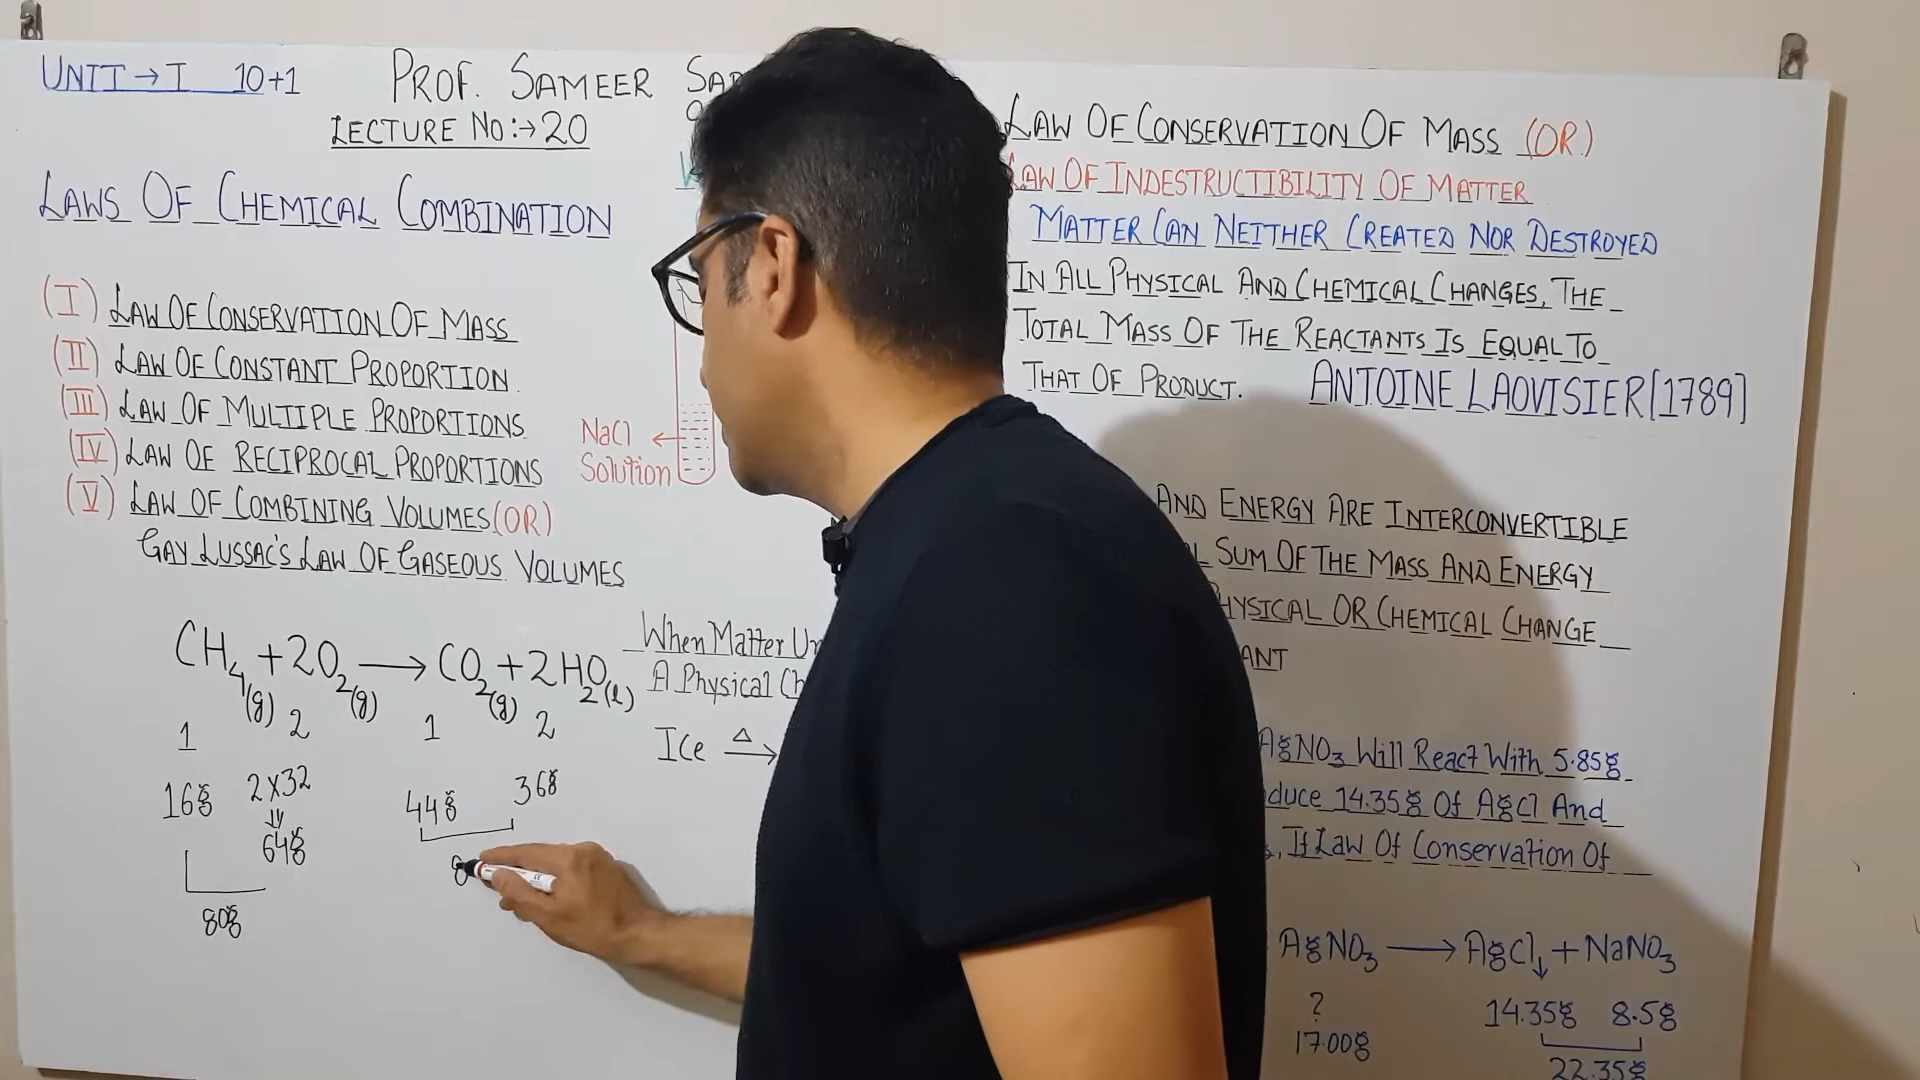 UNIT → I 10+1
PROF. SAMEER
LECTURE NO:→20
LAWS OF CHEMICAL COMBINATION
(I) LAW OF CONSERVATION OF MASS
(II) LAW OF CONSTANT PROPORTION.
(III) LAW OF MULTIPLE PROPORTIONS
(IV) LAW OF RECIPROCAL PROPORTIONS
(V) LAW OF COMBINING VOLUMES (OR)
GAY LUSSAC'S LAW OF GASEOUS VOLUMES
NaCl
Solution
CH₄(g) + 2O₂(g) ⟶ CO₂(g) + 2H₂O(l)
1 2 1 2
16g 2x32 44g 36g
⇓
64g
80g 8
When Matter
A Physical
Ice △⟶
LAW OF CONSERVATION OF MASS (OR)
LAW OF INDESTRUCTIBILITY OF MATTER
MATTER CAN NEITHER CREATED NOR DESTROYED
IN ALL PHYSICAL AND CHEMICAL CHANGES, THE
TOTAL MASS OF THE REACTANTS IS EQUAL TO
THAT OF PRODUCT. ANTOINE LAOVISIER [1789]
AND ENERGY ARE INTERCONVERTIBLE
SUM OF THE MASS AND ENERGY
PHYSICAL OR CHEMICAL CHANGE
ANT
AgNO₃ Will React With 5.85g
duce 14.35g Of AgCl And
, If Law Of Conservation Of
AgNO₃ ⟶ AgCl↓ + NaNO₃
? 14.35g 8.5g
17.00g
22.35g